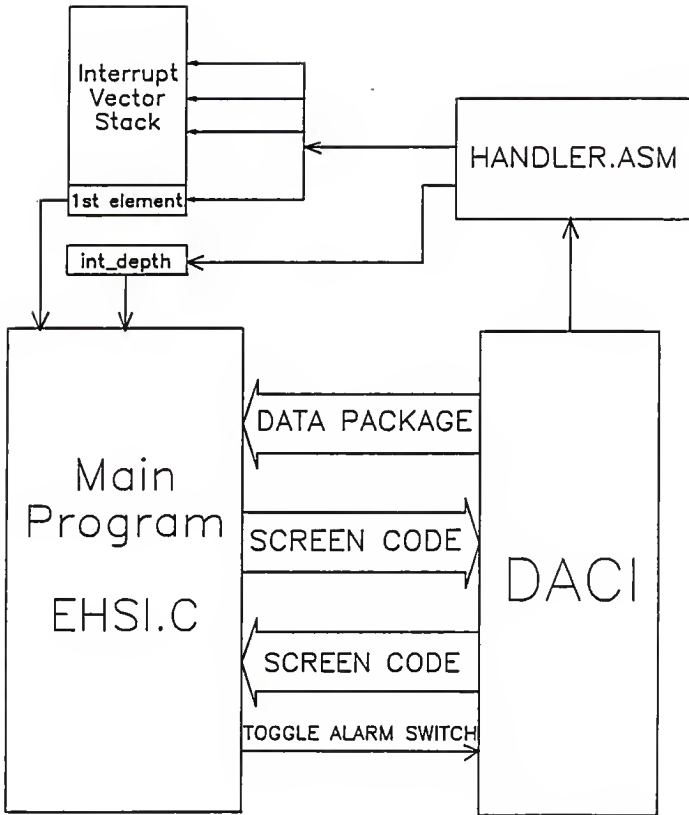 Interrupt
Vector
Stack
1st element
int_depth
HANDLER.ASM
Main
Program
EHSI.C
DATA PACKAGE
SCREEN CODE
SCREEN CODE
TOGGLE ALARM SWITCH
DACI